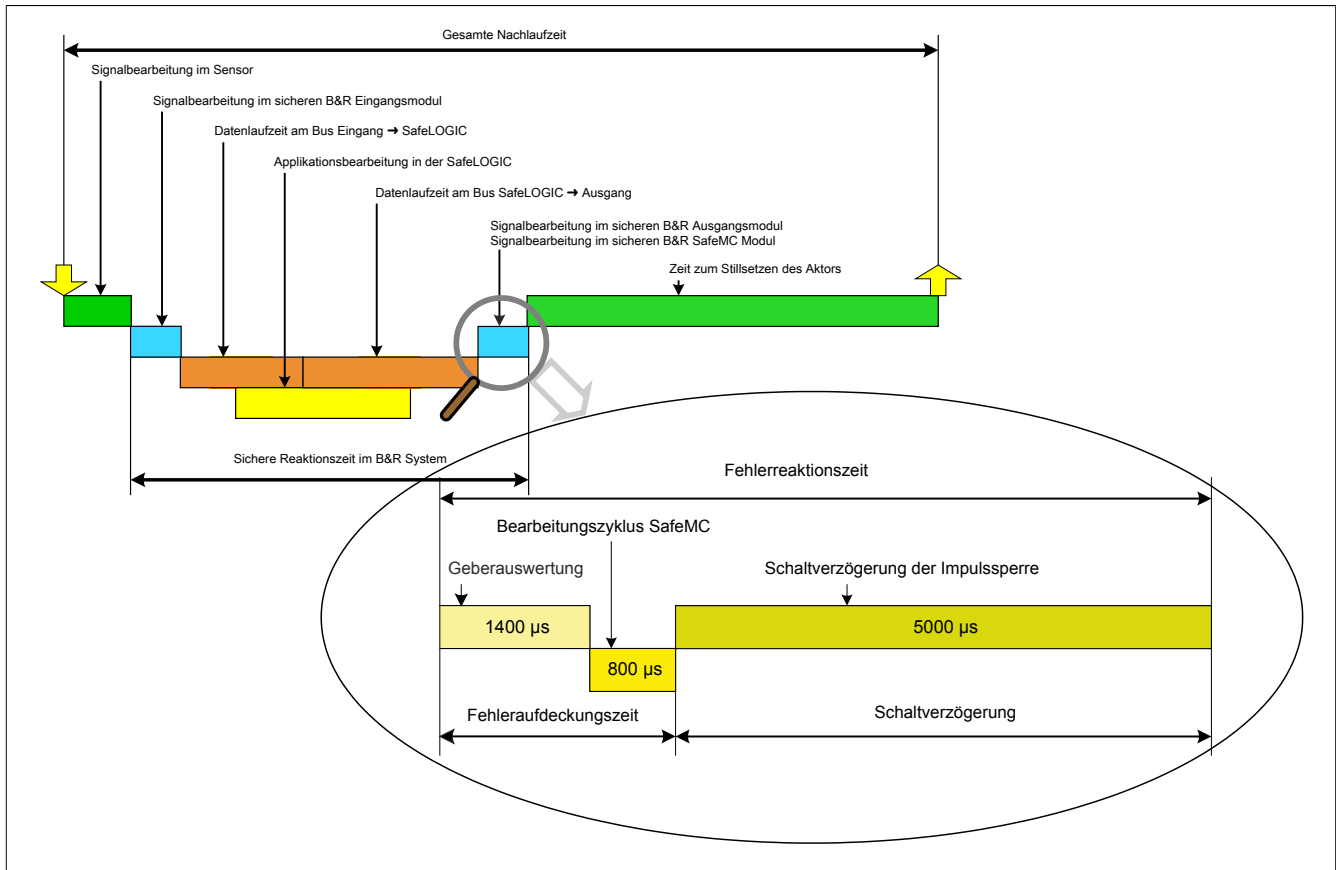 Gesamte Nachlaufzeit
Signalbearbeitung im Sensor
Signalbearbeitung im sicheren B&R Eingangsmodul
Datenlaufzeit am Bus Eingang ➜ SafeLOGIC
Applikationsbearbeitung in der SafeLOGIC
Datenlaufzeit am Bus SafeLOGIC ➜ Ausgang
Signalbearbeitung im sicheren B&R Ausgangsmodul
Signalbearbeitung im sicheren B&R SafeMC Modul
Zeit zum Stillsetzen des Aktors
Sichere Reaktionszeit im B&R System
Fehlerreaktionszeit
Bearbeitungszyklus SafeMC
Geberauswertung
Schaltverzögerung der Impulssperre
1400 µs
5000 µs
800 µs
Fehleraufdeckungszeit
Schaltverzögerung